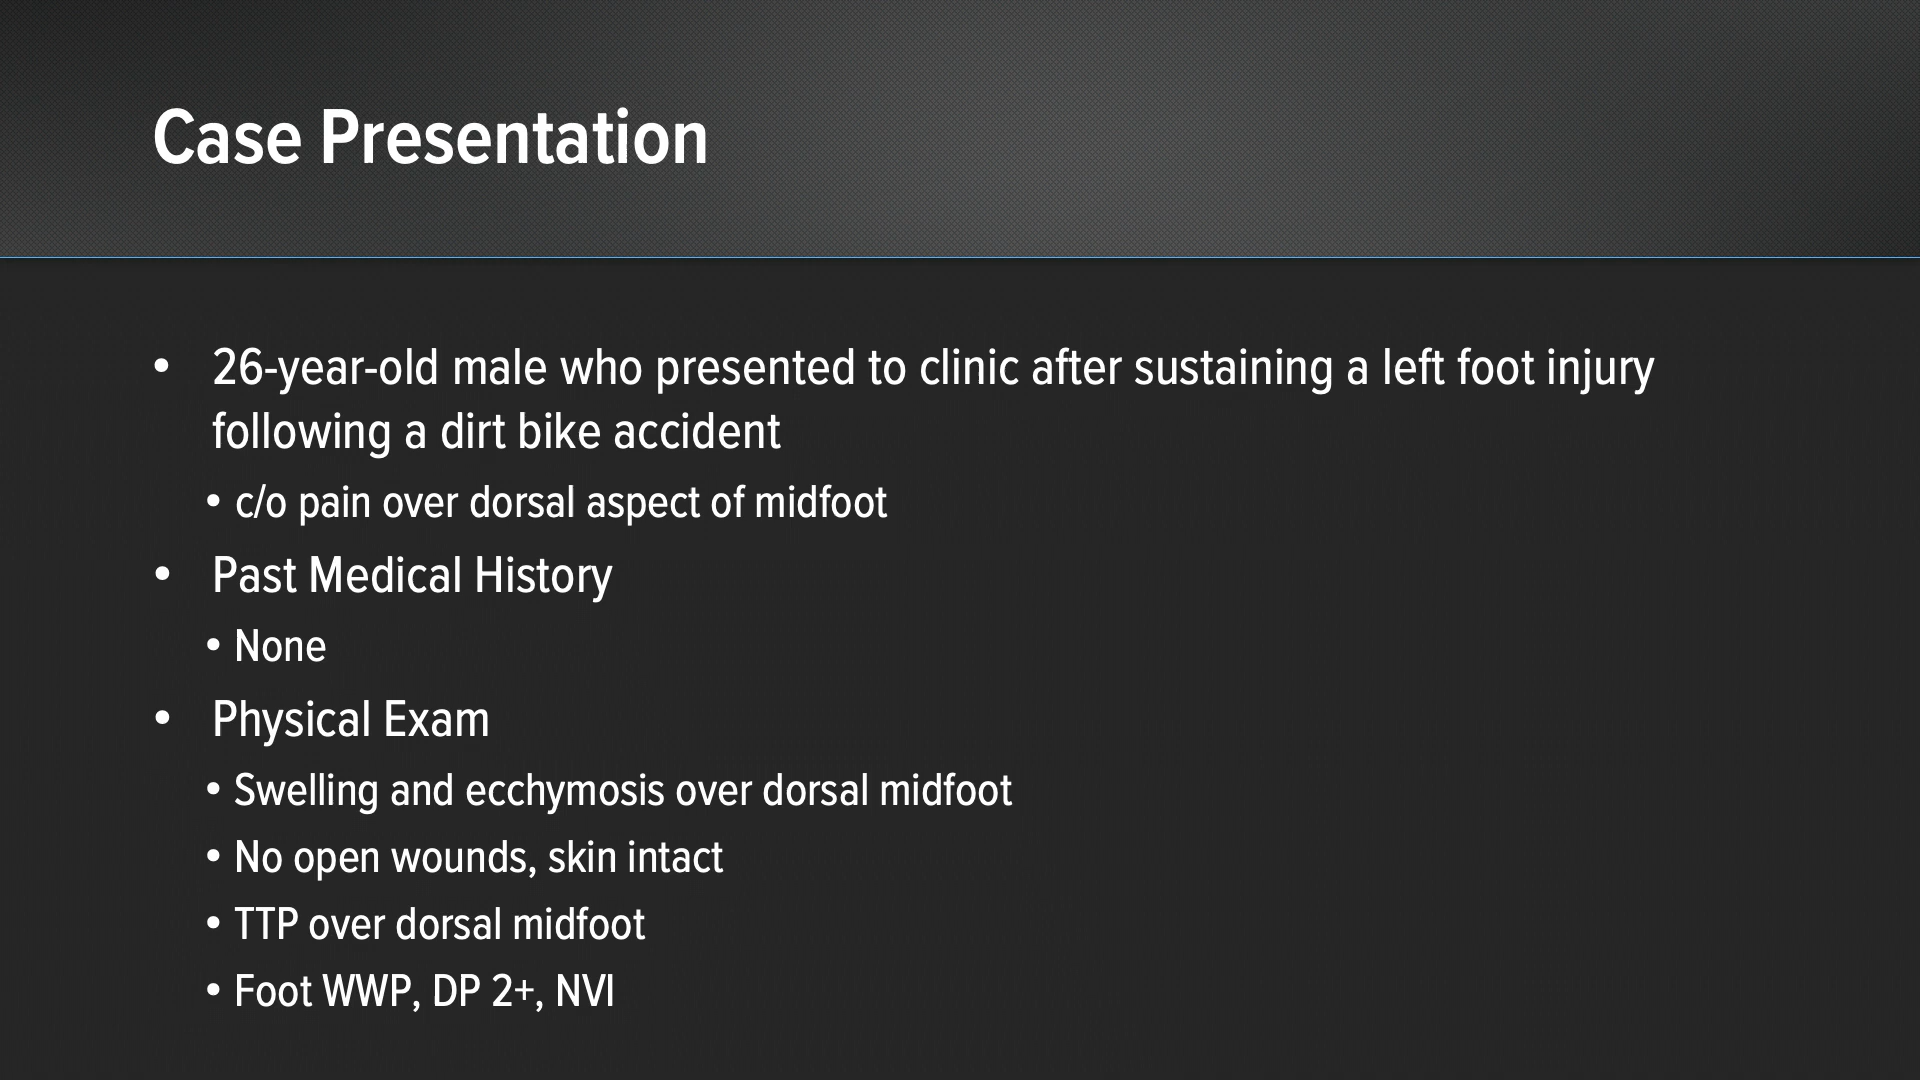 Case Presentation
• 26-year-old male who presented to clinic after sustaining a left foot injury
following a dirt bike accident
• c/o pain over dorsal aspect of midfoot
• Past Medical History
• None
• Physical Exam
• Swelling and ecchymosis over dorsal midfoot
• No open wounds, skin intact
• TTP over dorsal midfoot
• Foot WWP, DP 2+, NVI